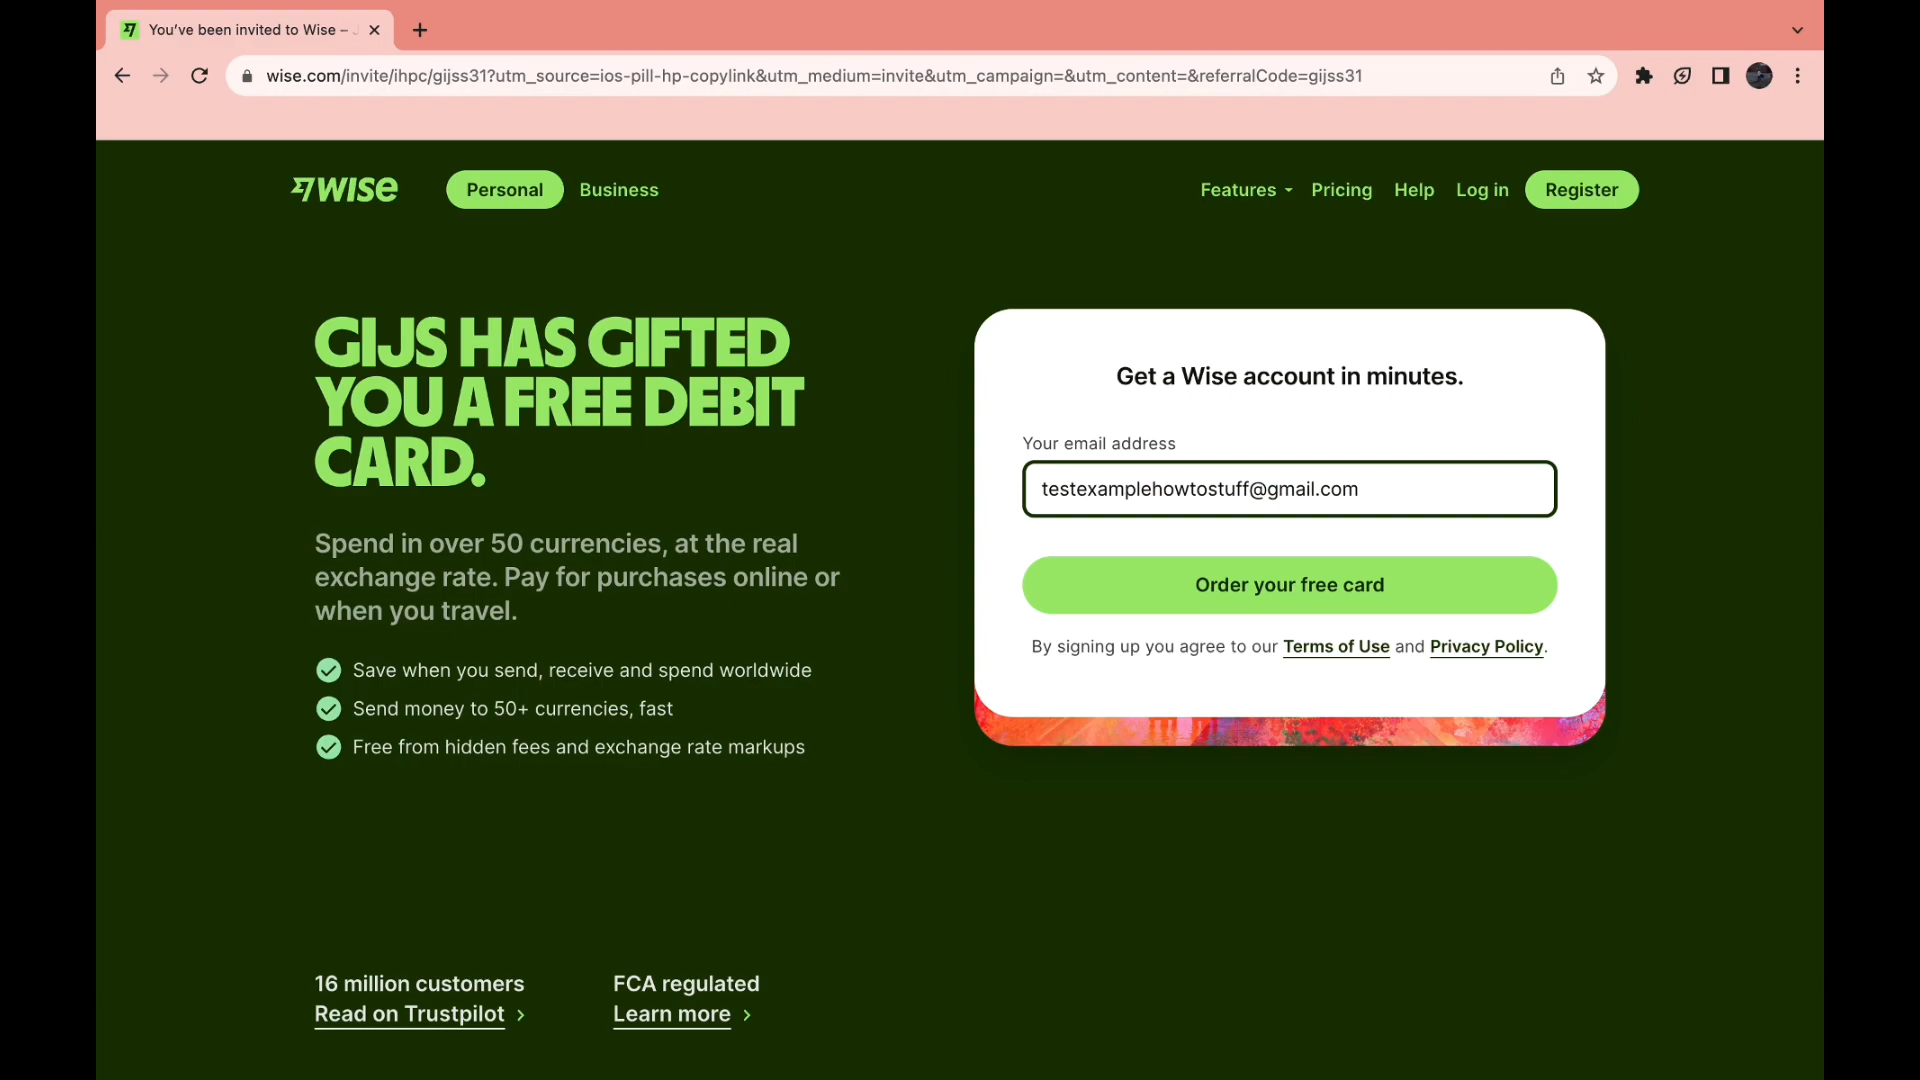 You've been invited to Wise –
wise.com/invite/ihpc/gijss31?utm_source=ios-pill-hp-copylink&utm_medium=invite&utm_campaign=&utm_content=&referralCode=gijss31
WISE
Personal
Business
Features
Pricing
Help
Log in
Register
GIJS HAS GIFTED
YOU A FREE DEBIT
CARD.
Spend in over 50 currencies, at the real
exchange rate. Pay for purchases online or
when you travel.
Save when you send, receive and spend worldwide
Send money to 50+ currencies, fast
Free from hidden fees and exchange rate markups
Get a Wise account in minutes.
Your email address
testexamplehowtostuff@gmail.com
Order your free card
By signing up you agree to our Terms of Use and Privacy Policy.
16 million customers
Read on Trustpilot
FCA regulated
Learn more